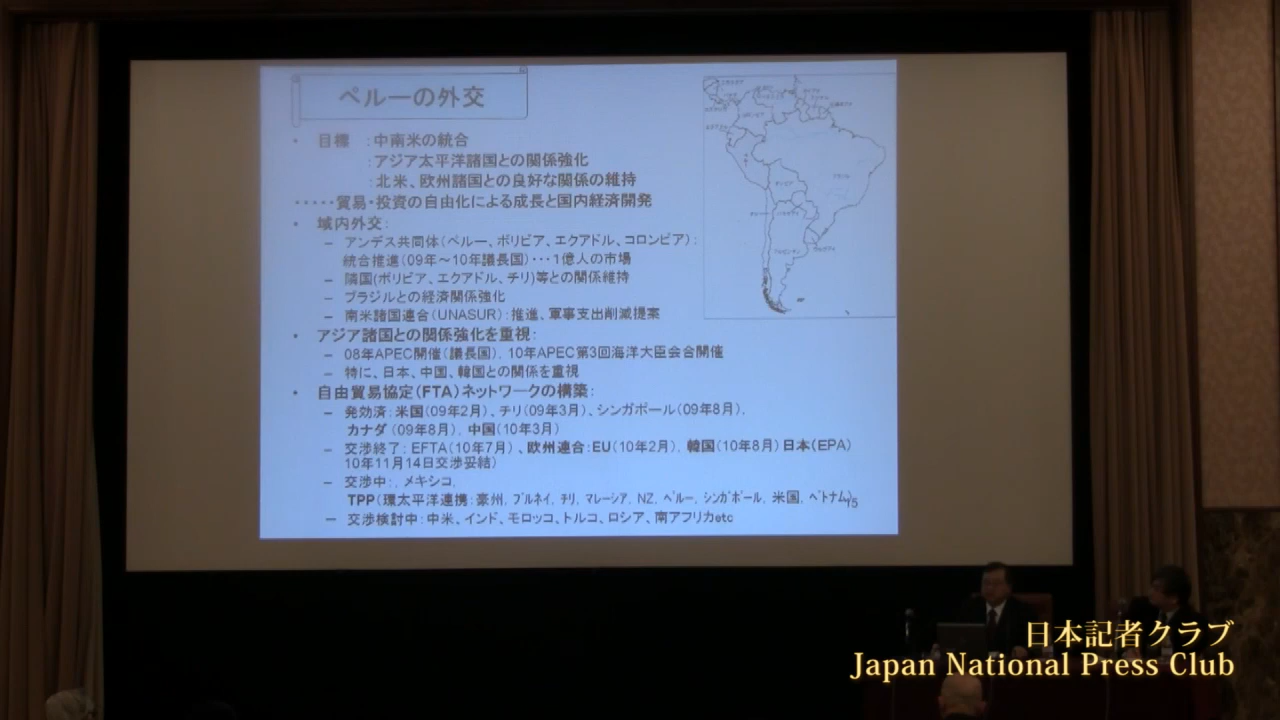 ペルーの外交
• 目標 :中南米の統合
:アジア太平洋諸国との関係強化
:北米、欧州諸国との良好な関係の維持
・・・・・貿易・投資の自由化による成長と国内経済開発
• 域内外交:
– アンデス共同体(ペルー、ボリビア、エクアドル、コロンビア):
統合推進(09年～10年議長国)・・・1億人の市場
– 隣国(ボリビア、エクアドル、チリ)等との関係維持
– ブラジルとの経済関係強化
– 南米諸国連合(UNASUR):推進、軍事支出削減提案
• アジア諸国との関係強化を重視:
– 08年APEC開催(議長国), 10年APEC第3回海洋大臣会合開催
– 特に、日本、中国、韓国との関係を重視
• 自由貿易協定(FTA)ネットワークの構築:
– 発効済:米国(09年2月)、チリ(09年3月)、シンガポール(09年8月),
カナダ(09年8月), 中国(10年3月)
– 交渉終了:EFTA(10年7月)、欧州連合:EU(10年2月), 韓国(10年8月)日本(EPA)
10年11月14日交渉妥結)
– 交渉中:, メキシコ,
TPP(環太平洋連携:豪州, ﾌﾞﾙﾈｲ, ﾁﾘ, ﾏﾚｰｼｱ, NZ, ﾍﾟﾙｰ, ｼﾝｶﾞﾎﾟｰﾙ, 米国, ﾍﾞﾄﾅﾑ)
– 交渉検討中:中米、インド、モロッコ、トルコ、ロシア、南アフリカetc
日本記者クラブ
Japan National Press Club